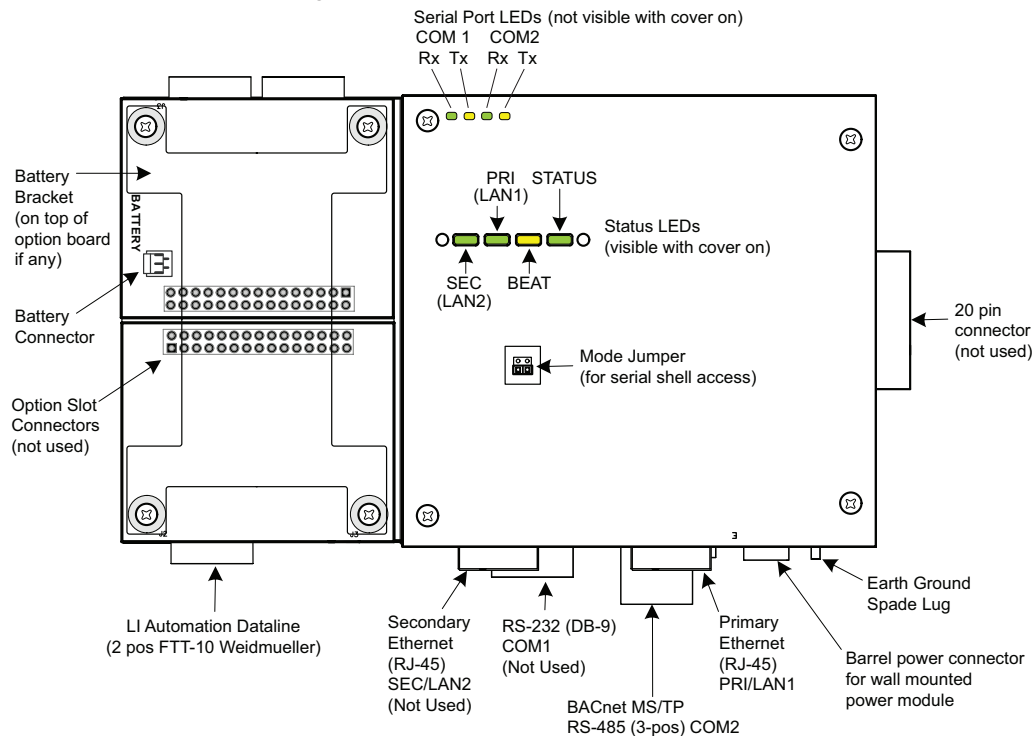 Serial Port LEDs (not visible with cover on)
COM 1 COM2
Rx Tx Rx Tx
Battery
Bracket
(on top of
option board
if any)
BATTERY
Battery
Connector
Option Slot
Connectors
(not used)
PRI
(LAN1)
STATUS
SEC
(LAN2)
BEAT
Status LEDs
(visible with cover on)
Mode Jumper
(for serial shell access)
20 pin
connector
(not used)
J2
J3
E
LI Automation Dataline
(2 pos FTT-10 Weidmueller)
Secondary
Ethernet
(RJ-45)
SEC/LAN2
(Not Used)
RS-232 (DB-9)
COM1
(Not Used)
BACnet MS/TP
RS-485 (3-pos) COM2
Primary
Ethernet
(RJ-45)
PRI/LAN1
Barrel power connector
for wall mounted
power module
Earth Ground
Spade Lug